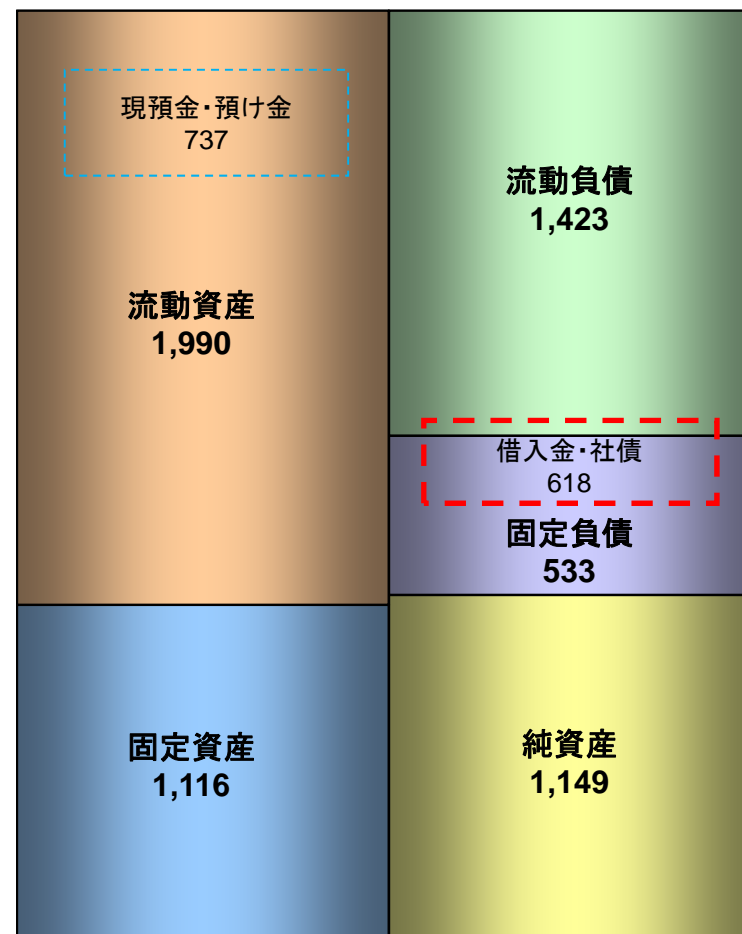 現預金・預け金
737
流動資産
1,990
固定資産
1,116
流動負債
1,423
借入金・社債
618
固定負債
533
純資産
1,149